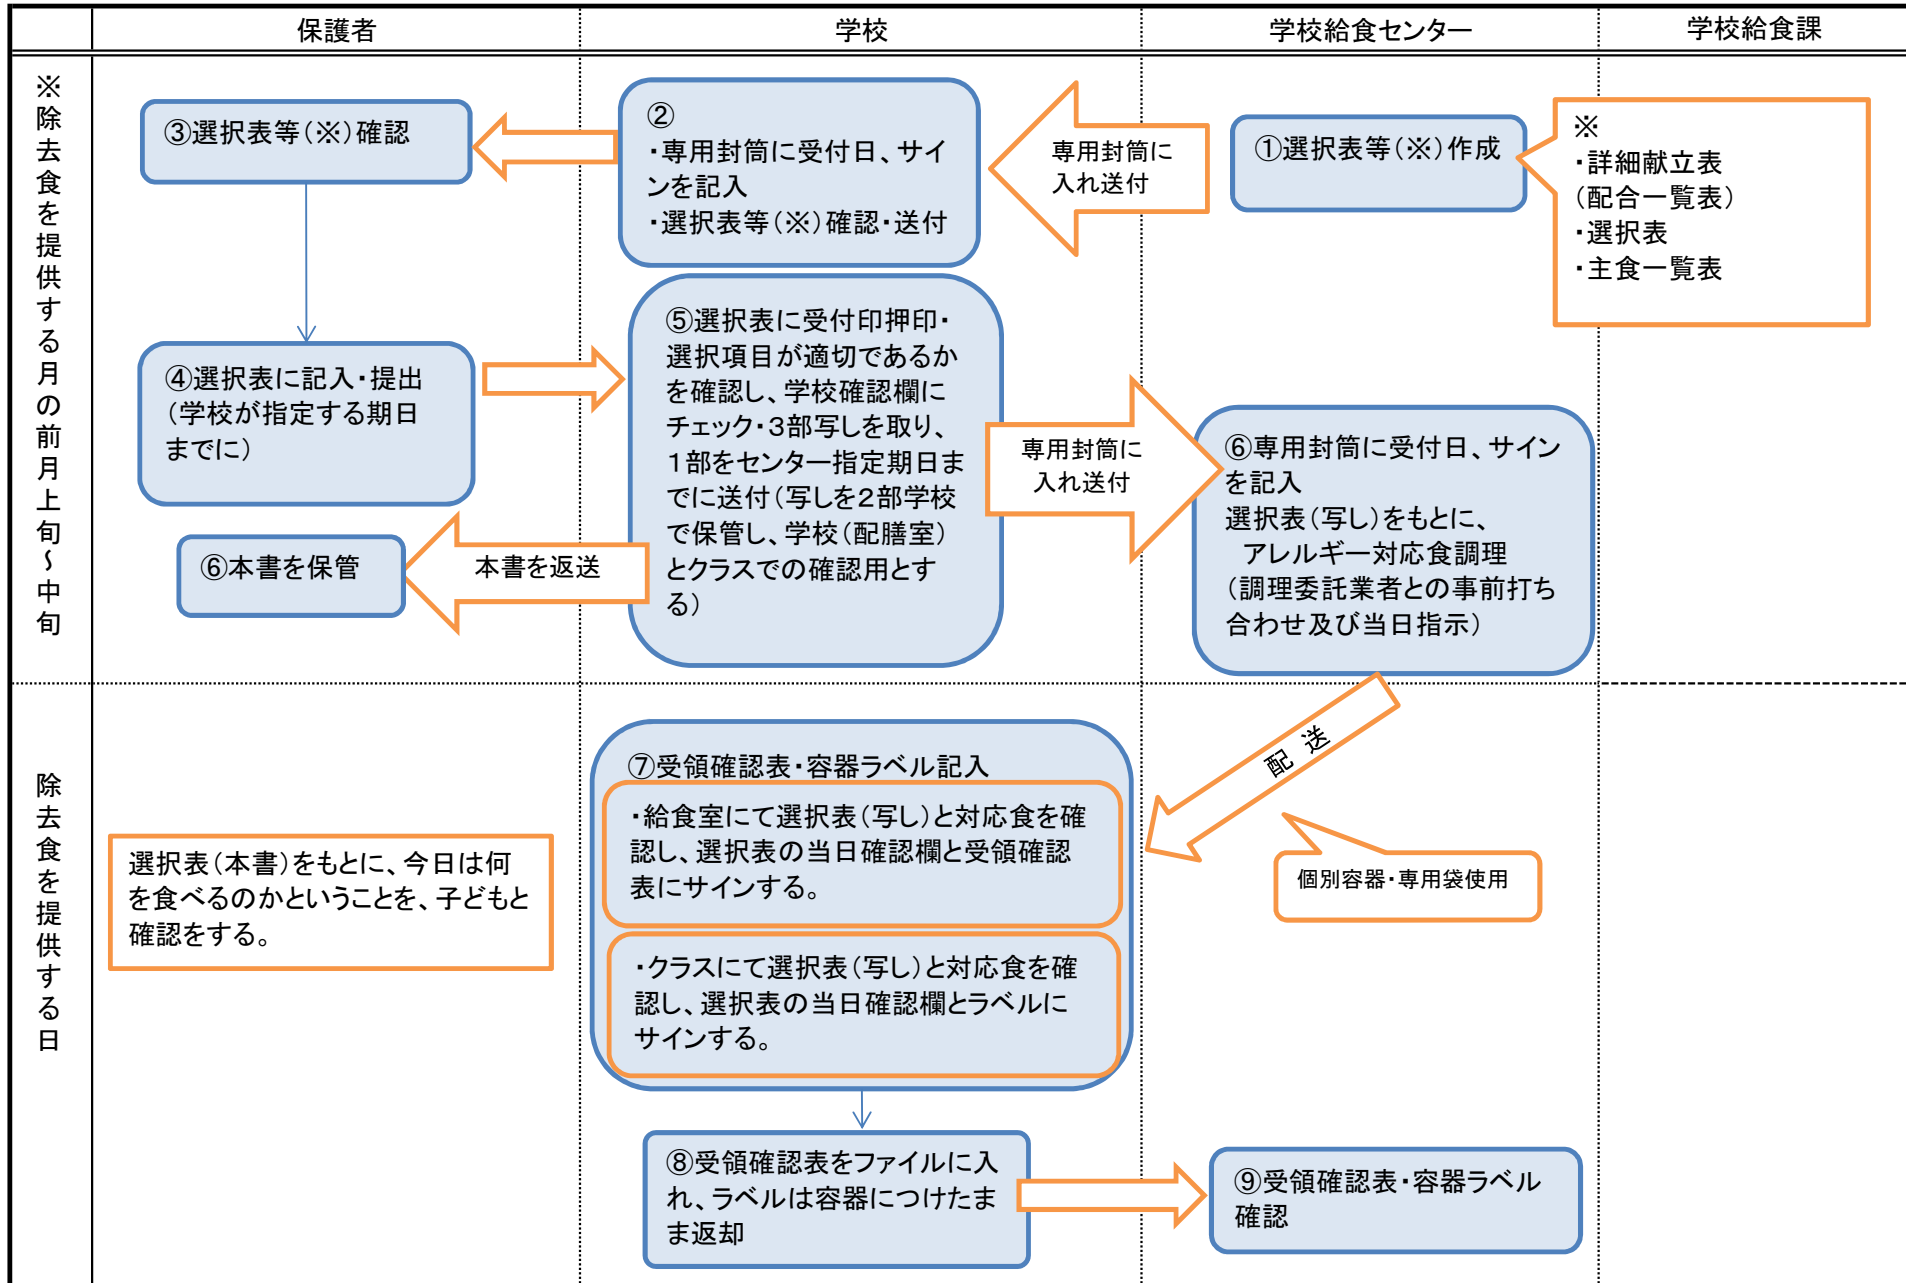 保護者
学校
学校給食センター
学校給食課
※除去食を提供する月の前月上旬~中旬
③選択表等(※)確認
②
・専用封筒に受付日、サイ
ンを記入
・選択表等(※)確認・送付
専用封筒に
入れ送付
①選択表等(※)作成
※
・詳細献立表
(配合一覧表)
・選択表
・主食一覧表
④選択表に記入・提出
(学校が指定する期日
までに)
⑤選択表に受付印押印・
選択項目が適切であるか
を確認し、学校確認欄に
チェック・3部写しを取り、
1部をセンター指定期日ま
でに送付(写しを2部学校
で保管し、学校(配膳室)
とクラスでの確認用とす
る)
専用封筒に
入れ送付
⑥専用封筒に受付日、サイン
を記入
選択表(写し)をもとに、
アレルギー対応食調理
(調理委託業者との事前打ち
合わせ及び当日指示)
本書を返送
⑥本書を保管
除去食を提供する日
配 送
個別容器・専用袋使用
選択表(本書)をもとに、今日は何
を食べるのかということを、子どもと
確認をする。
⑦受領確認表・容器ラベル記入
・給食室にて選択表(写し)と対応食を確
認し、選択表の当日確認欄と受領確認
表にサインする。
・クラスにて選択表(写し)と対応食を確
認し、選択表の当日確認欄とラベルに
サインする。
⑧受領確認表をファイルに入
れ、ラベルは容器につけたま
ま返却
⑨受領確認表・容器ラベル
確認